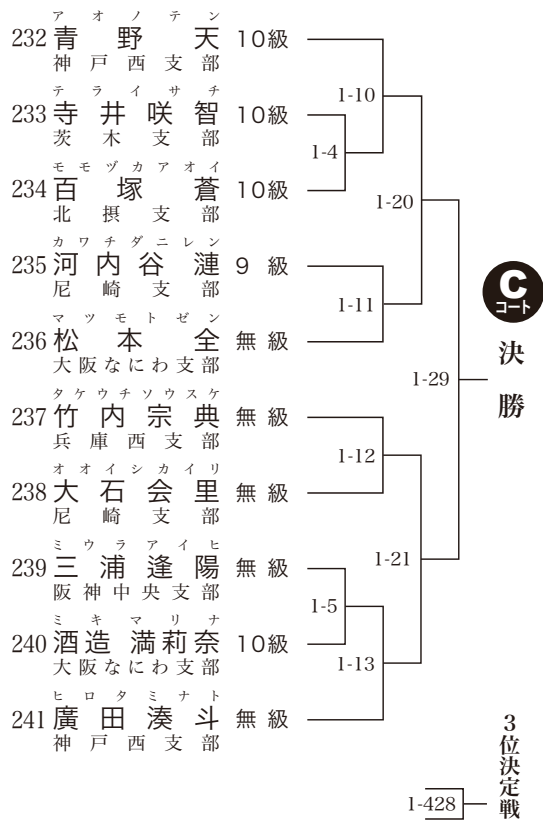 アオノテン
232 青野天 10級
神戸西支部
テライサチ
233 寺井咲智 10級
茨木支部
モモヅカアオイ
234 百塚蒼 10級
北摂支部
カワチダニレン
235 河内谷漣 9級
尼崎支部
マツモトゼン
236 松本全 無級
大阪なにわ支部
タケウチソウスケ
237 竹内宗典 無級
兵庫西支部
オオイシカイリ
238 大石会里 無級
尼崎支部
ミウラアイヒ
239 三浦逢陽 無級
阪神中央支部
ミキマリナ
240 酒造 満莉奈 10級
大阪なにわ支部
ヒロタミナト
241 廣田湊斗 無級
神戸西支部
1-10
1-4
1-20
1-11
1-29
1-12
1-21
1-5
1-13
C
コート
決勝
3位決定戦
1-428